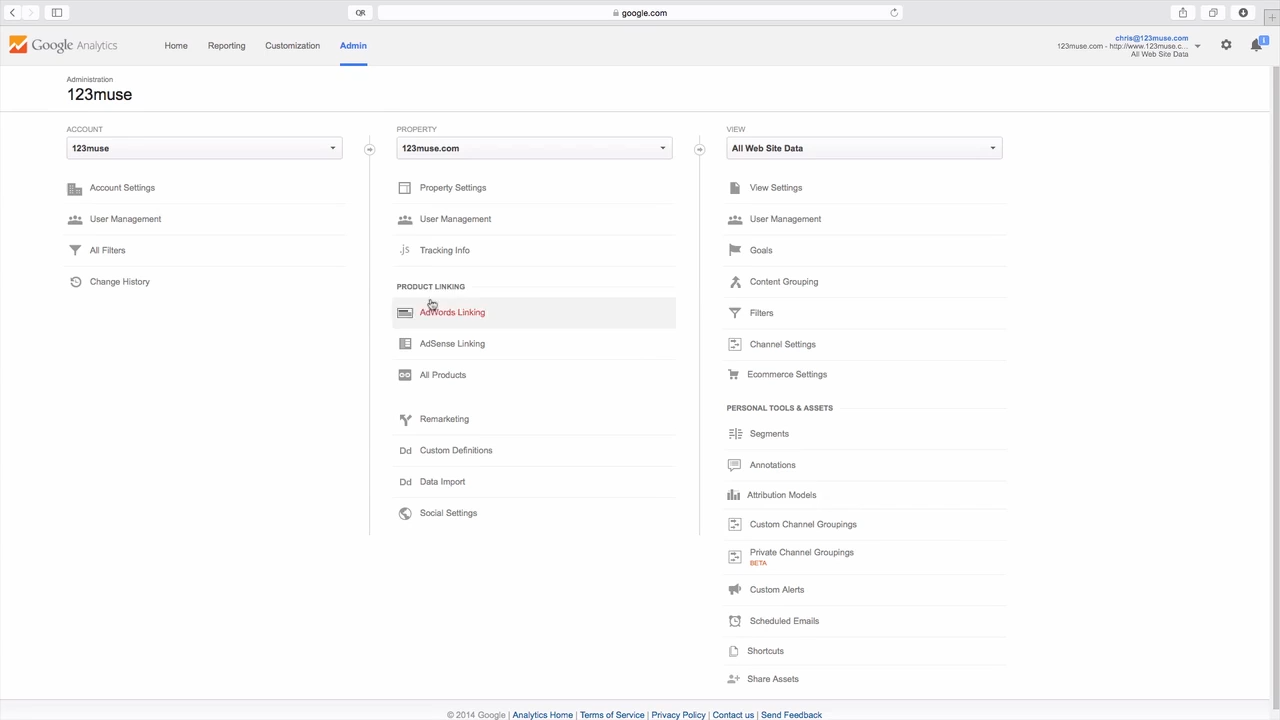 QR
google.com
Google Analytics
Home
Reporting
Customization
Admin
chris@123muse.com
123muse.com - http://www.123muse.c...
All Web Site Data
Administration
123muse
ACCOUNT
123muse
Account Settings
User Management
All Filters
Change History
PROPERTY
123muse.com
Property Settings
User Management
.js Tracking Info
PRODUCT LINKING
AdWords Linking
AdSense Linking
All Products
Remarketing
Dd Custom Definitions
Dd Data Import
Social Settings
VIEW
All Web Site Data
View Settings
User Management
Goals
Content Grouping
Filters
Channel Settings
Ecommerce Settings
PERSONAL TOOLS & ASSETS
Segments
Annotations
Attribution Models
Custom Channel Groupings
Private Channel Groupings
BETA
Custom Alerts
Scheduled Emails
Shortcuts
Share Assets
© 2014 Google | Analytics Home | Terms of Service | Privacy Policy | Contact us | Send Feedback